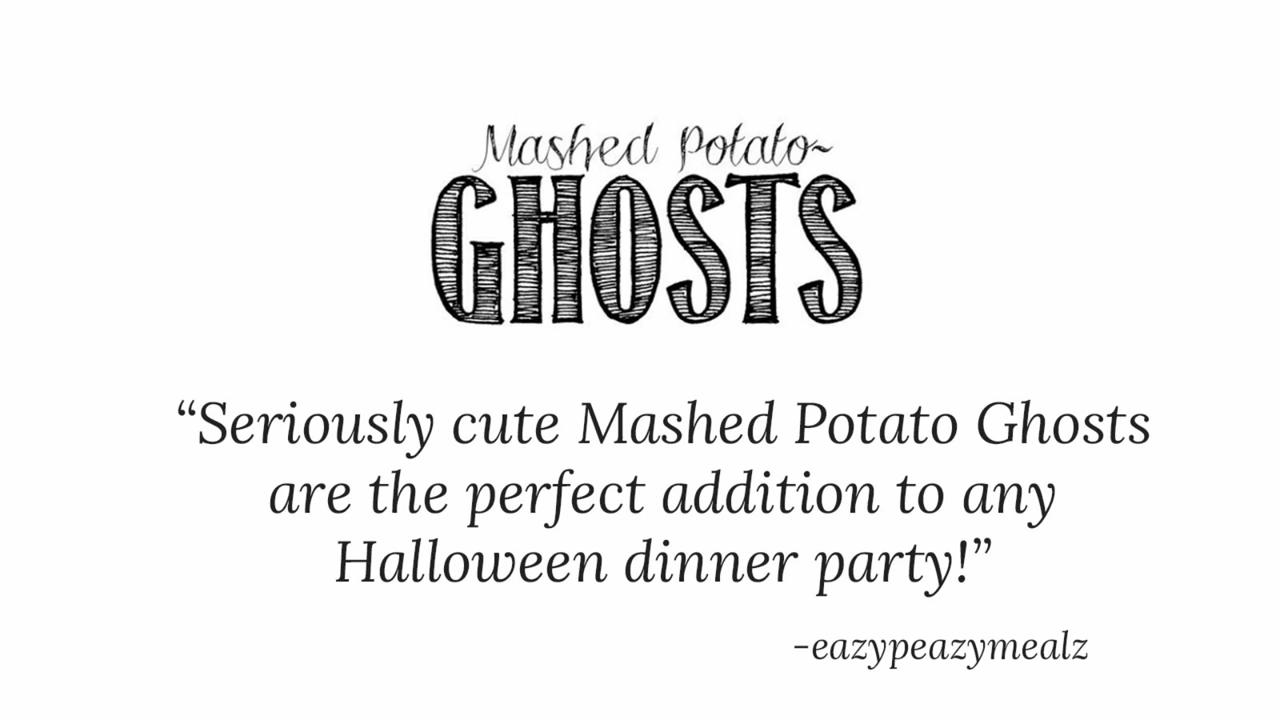 Mashed Potato~
GHOSTS
“Seriously cute Mashed Potato Ghosts
are the perfect addition to any
Halloween dinner party!”
-eazypeazymealz